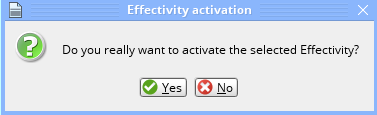 Effectivity activation
Do you really want to activate the selected Effectivity?
Yes No